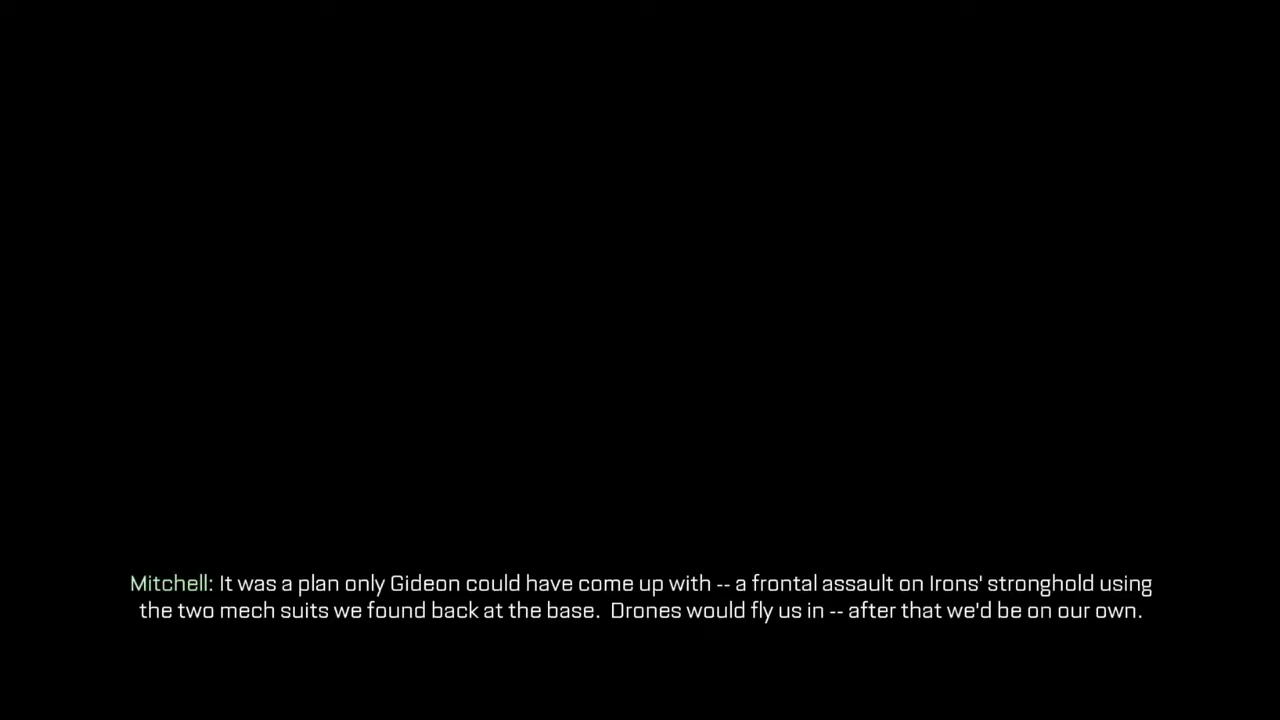 Mitchell: It was a plan only Gideon could have come up with -- a frontal assault on Irons' stronghold using
the two mech suits we found back at the base.  Drones would fly us in -- after that we'd be on our own.